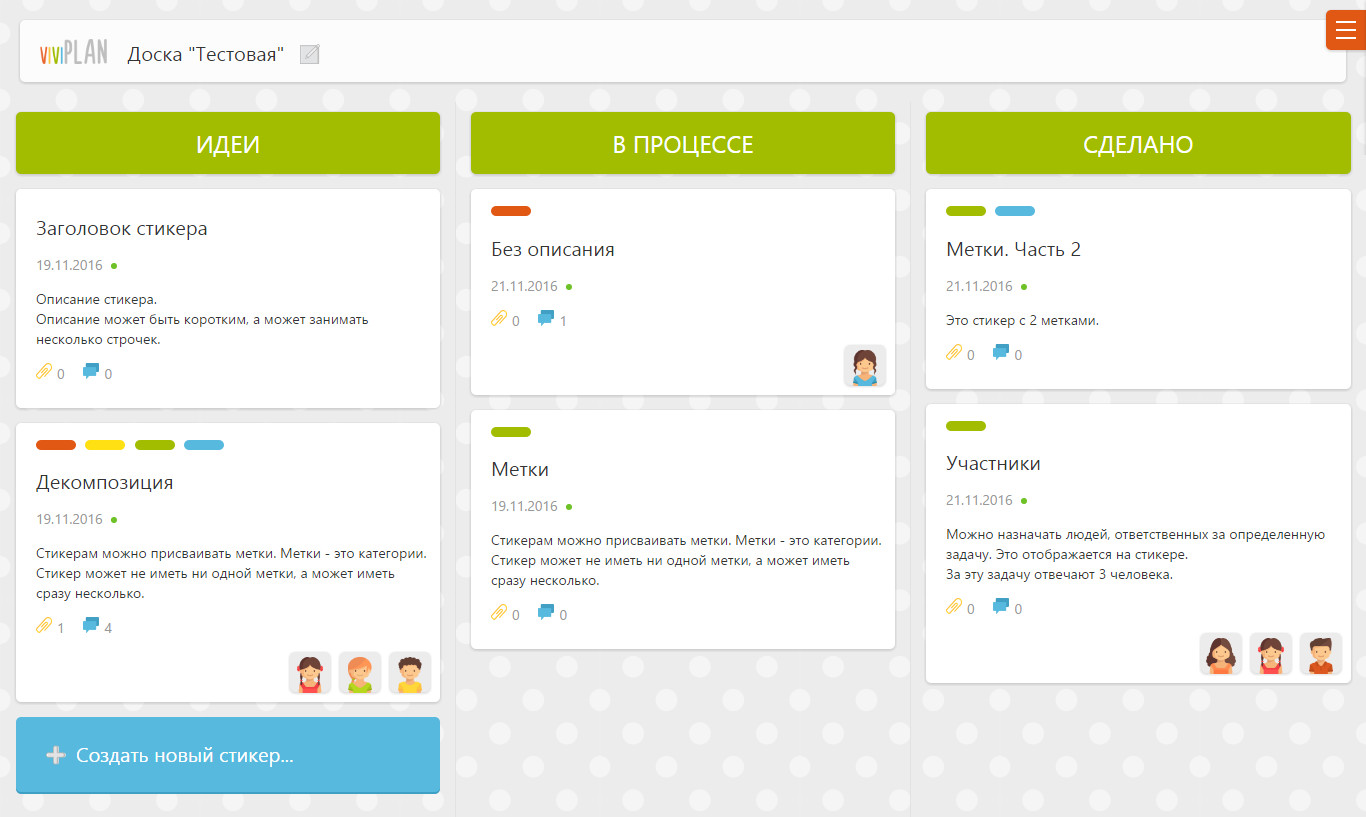 VIVIPLAN
Доска "Тестовая"
ИДЕИ
Заголовок стикера
19.11.2016
Описание стикера.
Описание может быть коротким, а может занимать
несколько строчек.
0 0
Декомпозиция
19.11.2016
Стикерам можно присваивать метки. Метки - это категории.
Стикер может не иметь ни одной метки, а может иметь
сразу несколько.
1 4
Создать новый стикер...
В ПРОЦЕССЕ
Без описания
21.11.2016
0 1
Метки
19.11.2016
Стикерам можно присваивать метки. Метки - это категории.
Стикер может не иметь ни одной метки, а может иметь
сразу несколько.
0 0
СДЕЛАНО
Метки. Часть 2
21.11.2016
Это стикер с 2 метками.
0 0
Участники
21.11.2016
Можно назначать людей, ответственных за определенную
задачу. Это отображается на стикере.
За эту задачу отвечают 3 человека.
0 0